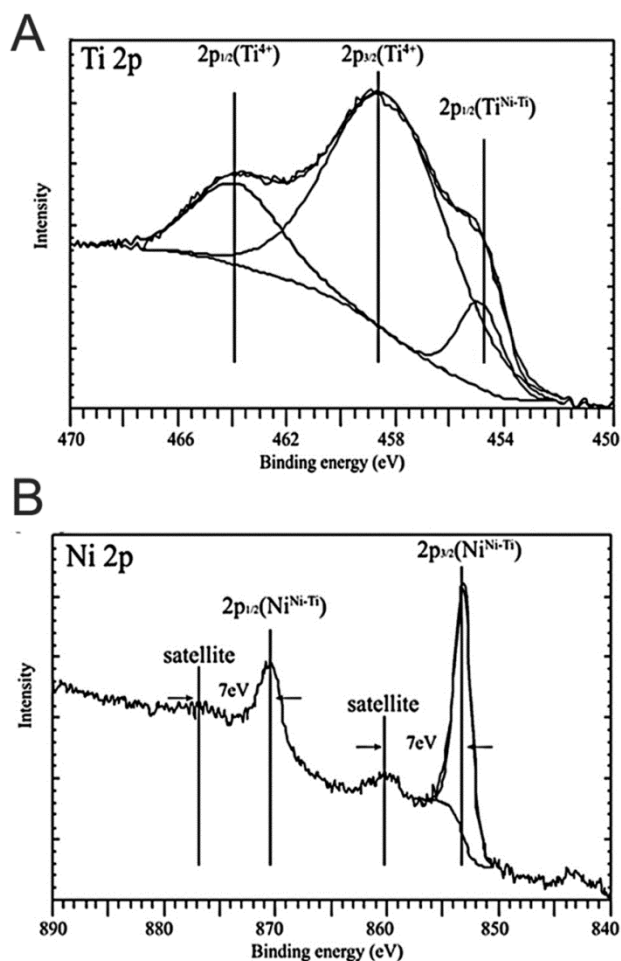 A
Ti 2p
2p1/2(Ti4+)
2p3/2(Ti4+)
2p1/2(TiNi-Ti)
Intensity
470
466
462
458
454
450
Binding energy (eV)
B
Ni 2p
2p3/2(NiNi-Ti)
2p1/2(NiNi-Ti)
satellite
7eV
satellite
7eV
Intensity
890
880
870
860
850
840
Binding energy (eV)